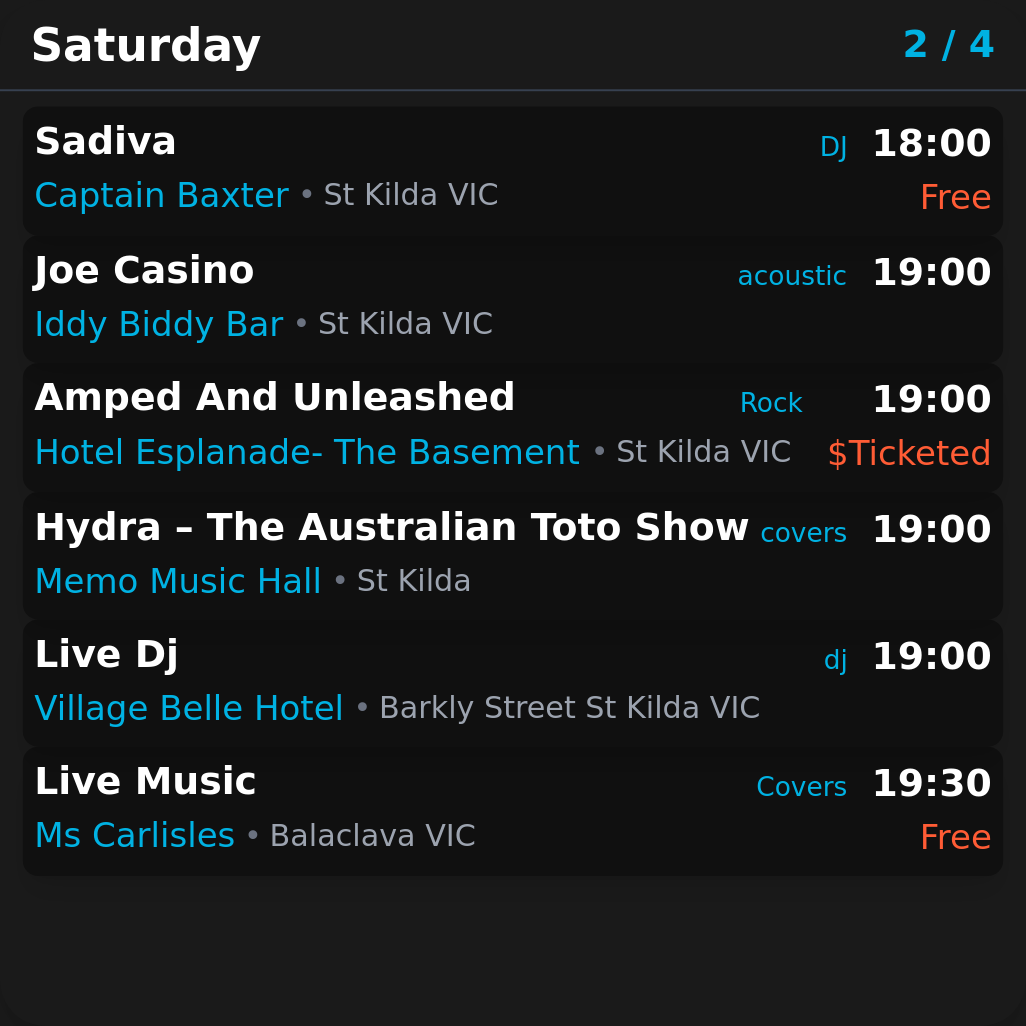 Saturday 2 / 4
Sadiva DJ 18:00
Captain Baxter • St Kilda VIC Free
Joe Casino acoustic 19:00
Iddy Biddy Bar • St Kilda VIC
Amped And Unleashed Rock 19:00
Hotel Esplanade- The Basement • St Kilda VIC $Ticketed
Hydra – The Australian Toto Show covers 19:00
Memo Music Hall • St Kilda
Live Dj dj 19:00
Village Belle Hotel • Barkly Street St Kilda VIC
Live Music Covers 19:30
Ms Carlisles • Balaclava VIC Free